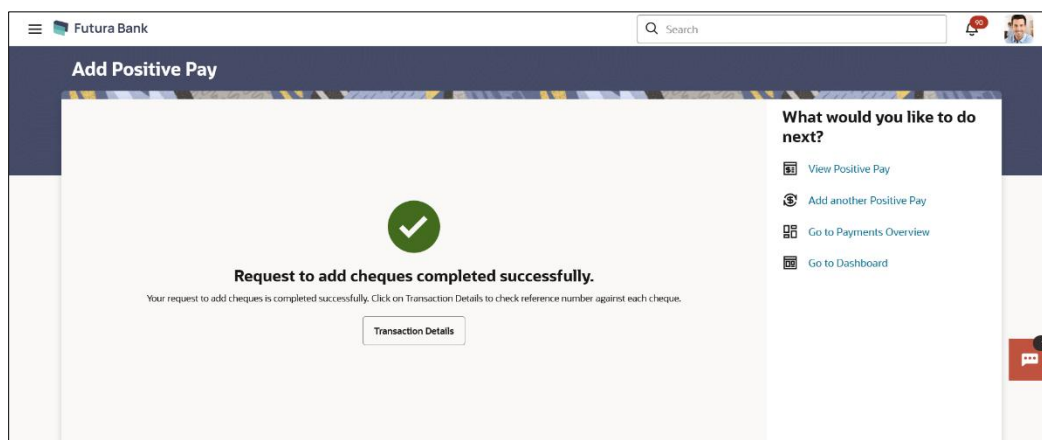 Futura Bank
Search
90
Add Positive Pay
What would you like to do
next?
View Positive Pay
Add another Positive Pay
Go to Payments Overview
Go to Dashboard
Request to add cheques completed successfully.
Your request to add cheques is completed successfully. Click on Transaction Details to check reference number against each cheque.
Transaction Details